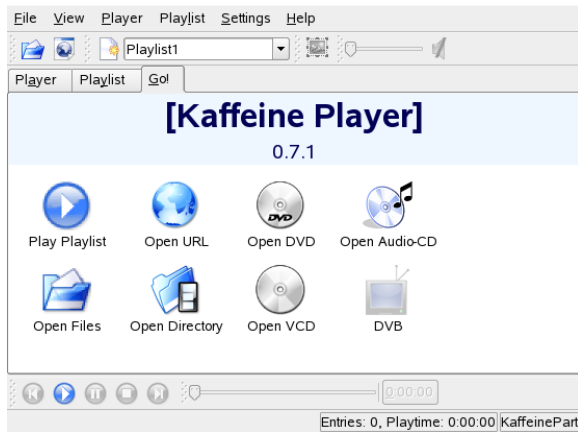 File View Player Playlist Settings Help
Playlist1
Player Playlist Go!
[Kaffeine Player]
0.7.1
Play Playlist Open URL Open DVD Open Audio-CD
DVD
Open Files Open Directory Open VCD DVB
0:00:00
Entries: 0, Playtime: 0:00:00 KaffeinePart